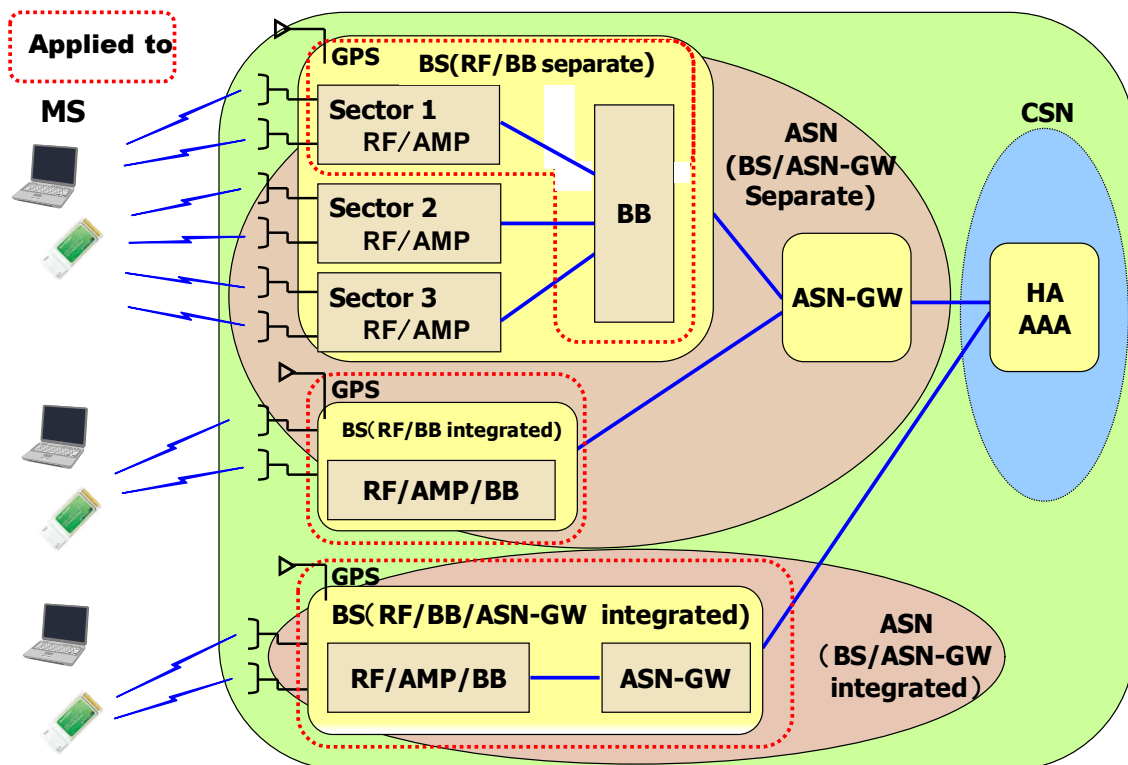 Applied to
MS
GPS
BS(RF/BB separate)
Sector 1
RF/AMP
Sector 2
RF/AMP
Sector 3
RF/AMP
BB
ASN
(BS/ASN-GW
Separate)
ASN-GW
CSN
HA
AAA
GPS
BS(RF/BB integrated)
RF/AMP/BB
GPS
BS(RF/BB/ASN-GW integrated)
RF/AMP/BB
ASN-GW
ASN
(BS/ASN-GW
integrated)